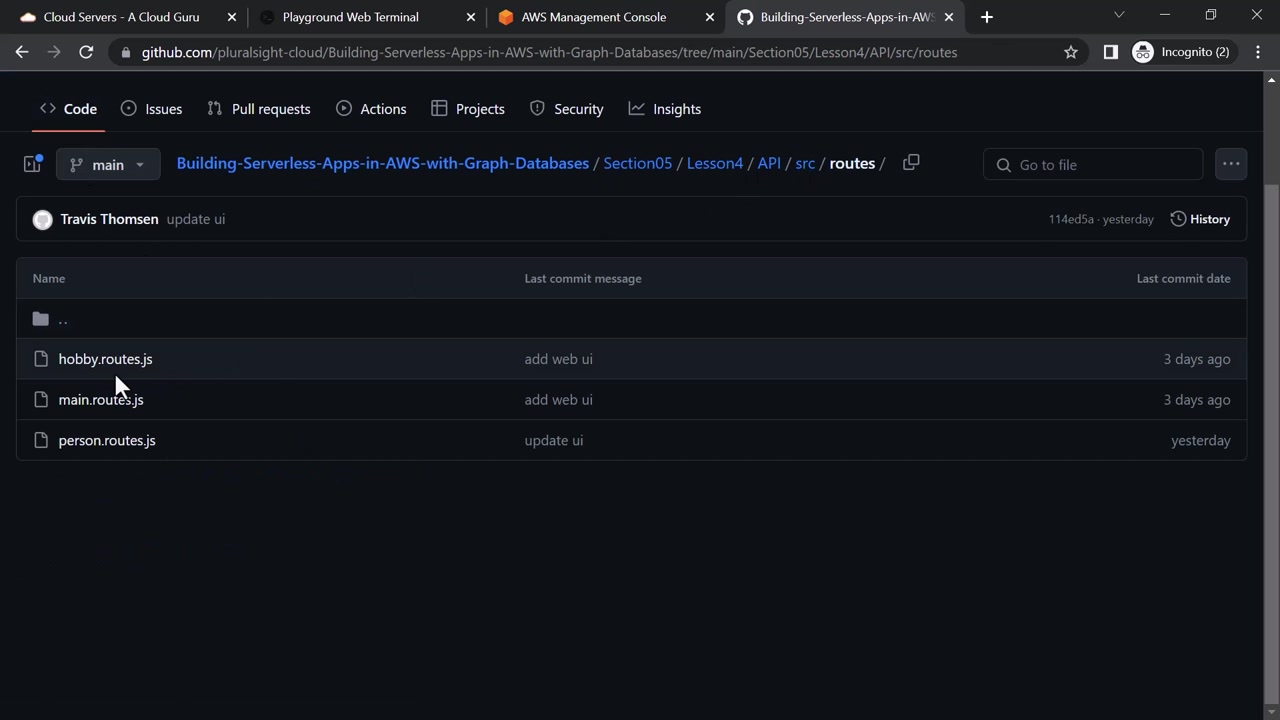 Cloud Servers - A Cloud Guru
Playground Web Terminal
AWS Management Console
Building-Serverless-Apps-in-AWS
github.com/pluralsight-cloud/Building-Serverless-Apps-in-AWS-with-Graph-Databases/tree/main/Section05/Lesson4/API/src/routes
Incognito (2)
Code Issues Pull requests Actions Projects Security Insights
main Building-Serverless-Apps-in-AWS-with-Graph-Databases / Section05 / Lesson4 / API / src / routes / Go to file
Travis Thomsen update ui 114ed5a · yesterday History
Name Last commit message Last commit date
..
hobby.routes.js add web ui 3 days ago
main.routes.js add web ui 3 days ago
person.routes.js update ui yesterday